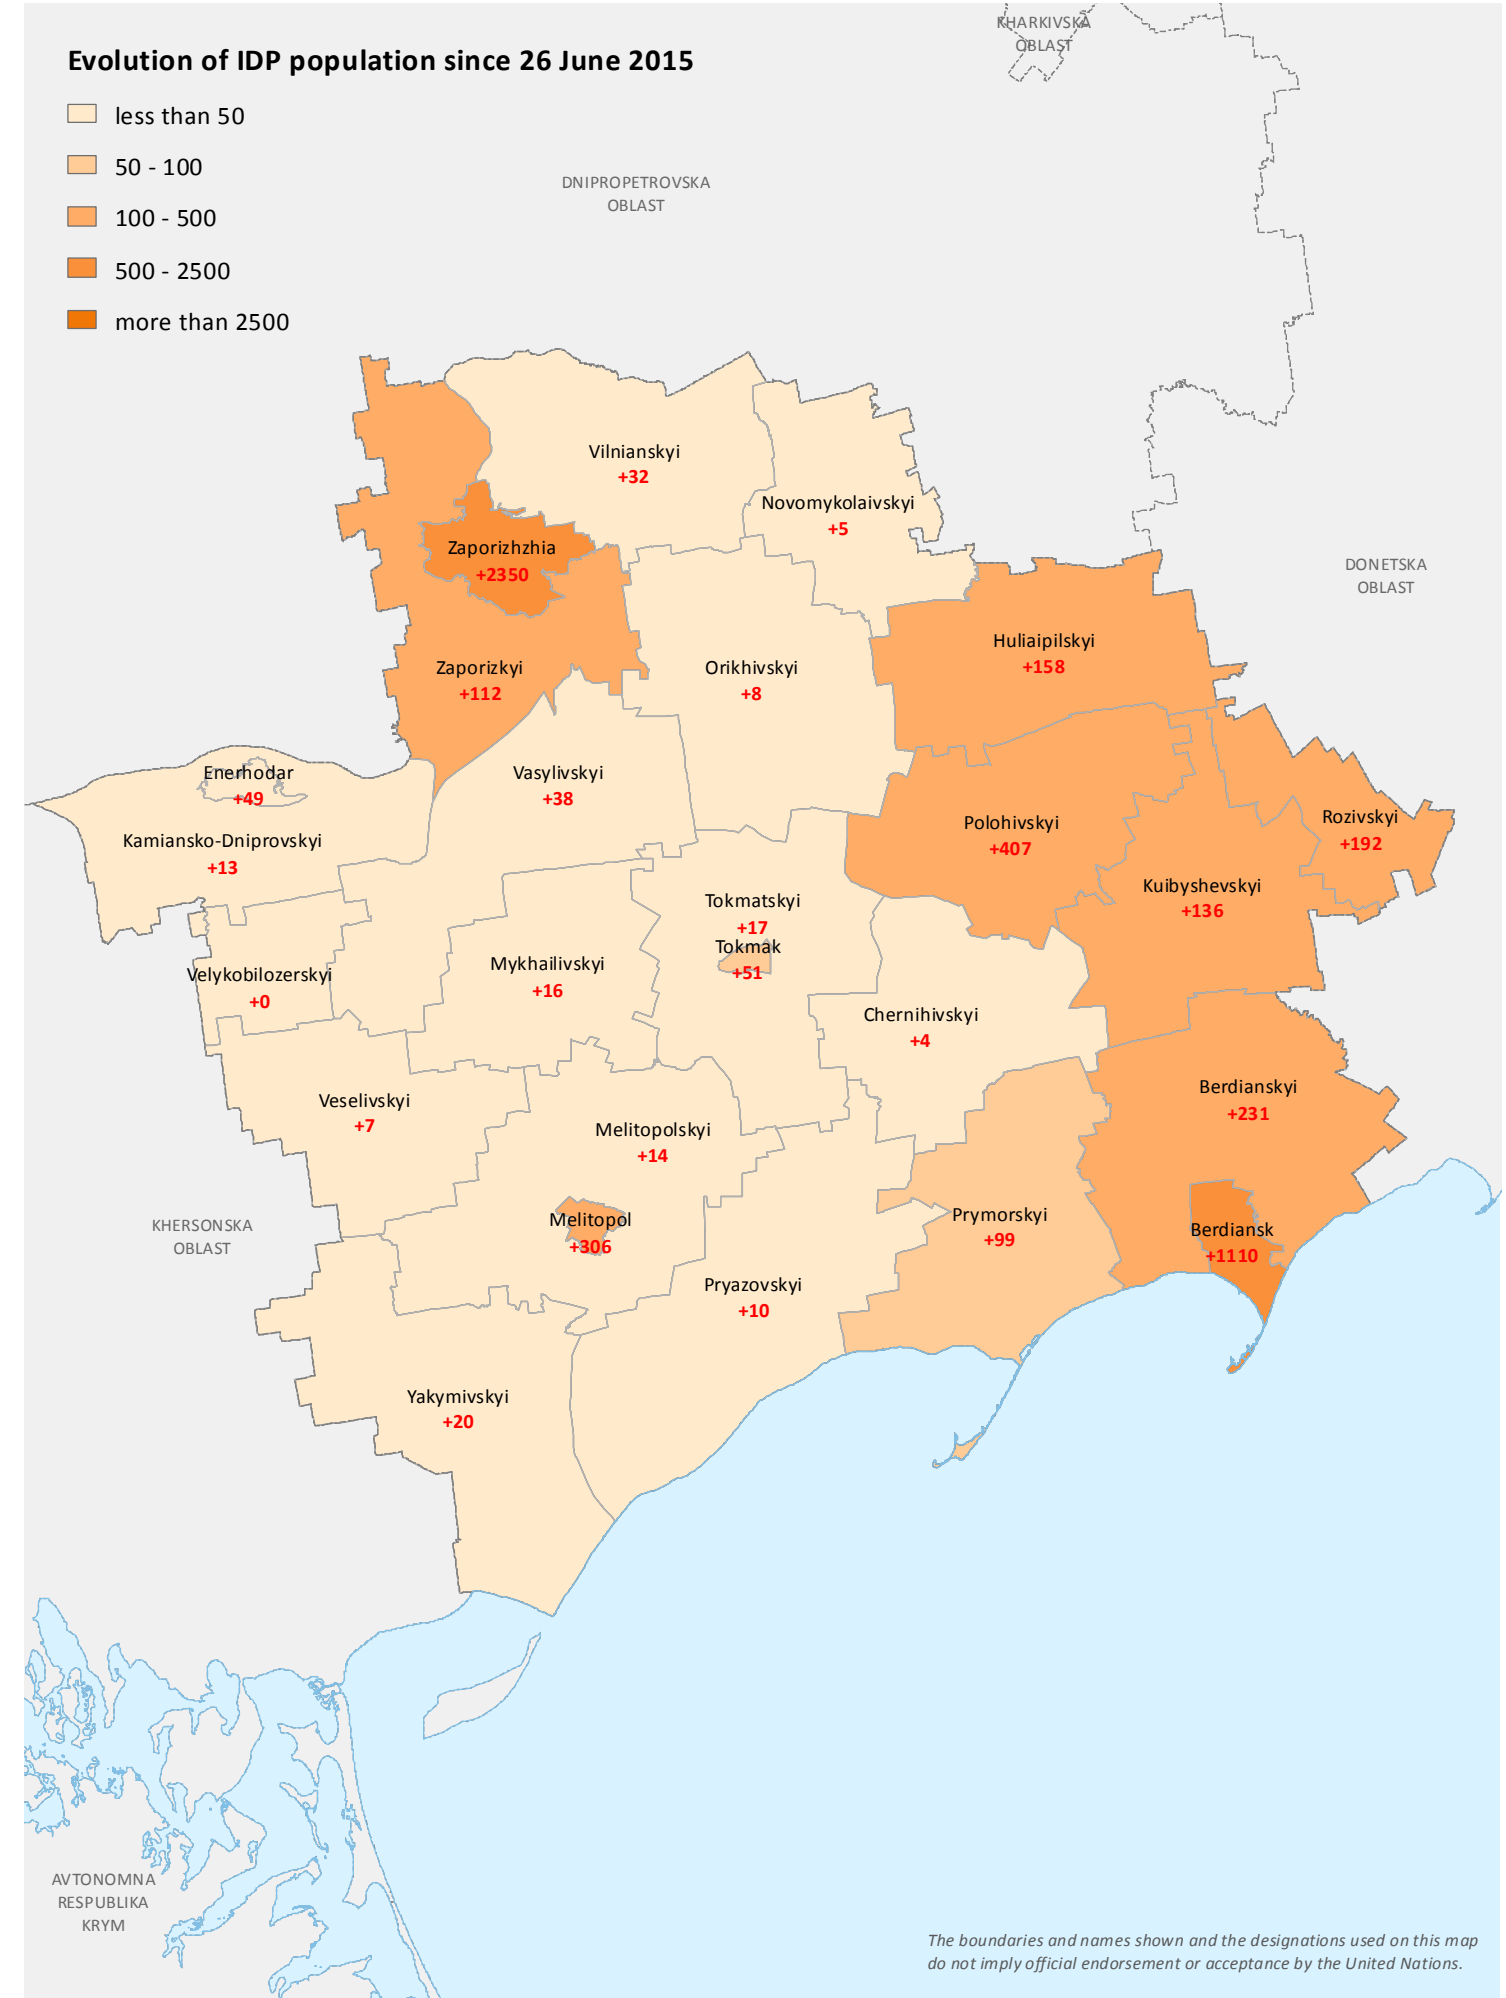 KHARKIVSKA
OBLAST
Evolution of IDP population since 26 June 2015
less than 50
50 - 100
100 - 500
500 - 2500
more than 2500
DNIPROPETROVSKA
OBLAST
Vilnianskyi
+32
Novomykolaivskyi
+5
Zaporizhzhia
+2350
DONETSKA
OBLAST
Huliaipilskyi
+158
Zaporizkyi
+112
Orikhivskyi
+8
Enerhodar
+49
Vasylivskyi
+38
Kamiansko-Dniprovskyi
+13
Polohivskyi
+407
Rozivskyi
+192
Kuibyshevskyi
+136
Tokmatskyi
+17
Tokmak
+51
Velykobilozerskyi
+0
Mykhailivskyi
+16
Chernihivskyi
+4
Veselivskyi
+7
Berdianskyi
+231
Melitopolskyi
+14
Melitopol
+306
KHERSONSKA
OBLAST
Prymorskyi
+99
Berdiansk
+1110
Pryazovskyi
+10
Yakymivskyi
+20
AVTONOMNA
RESPUBLIKA
KRYM
The boundaries and names shown and the designations used on this map
do not imply official endorsement or acceptance by the United Nations.